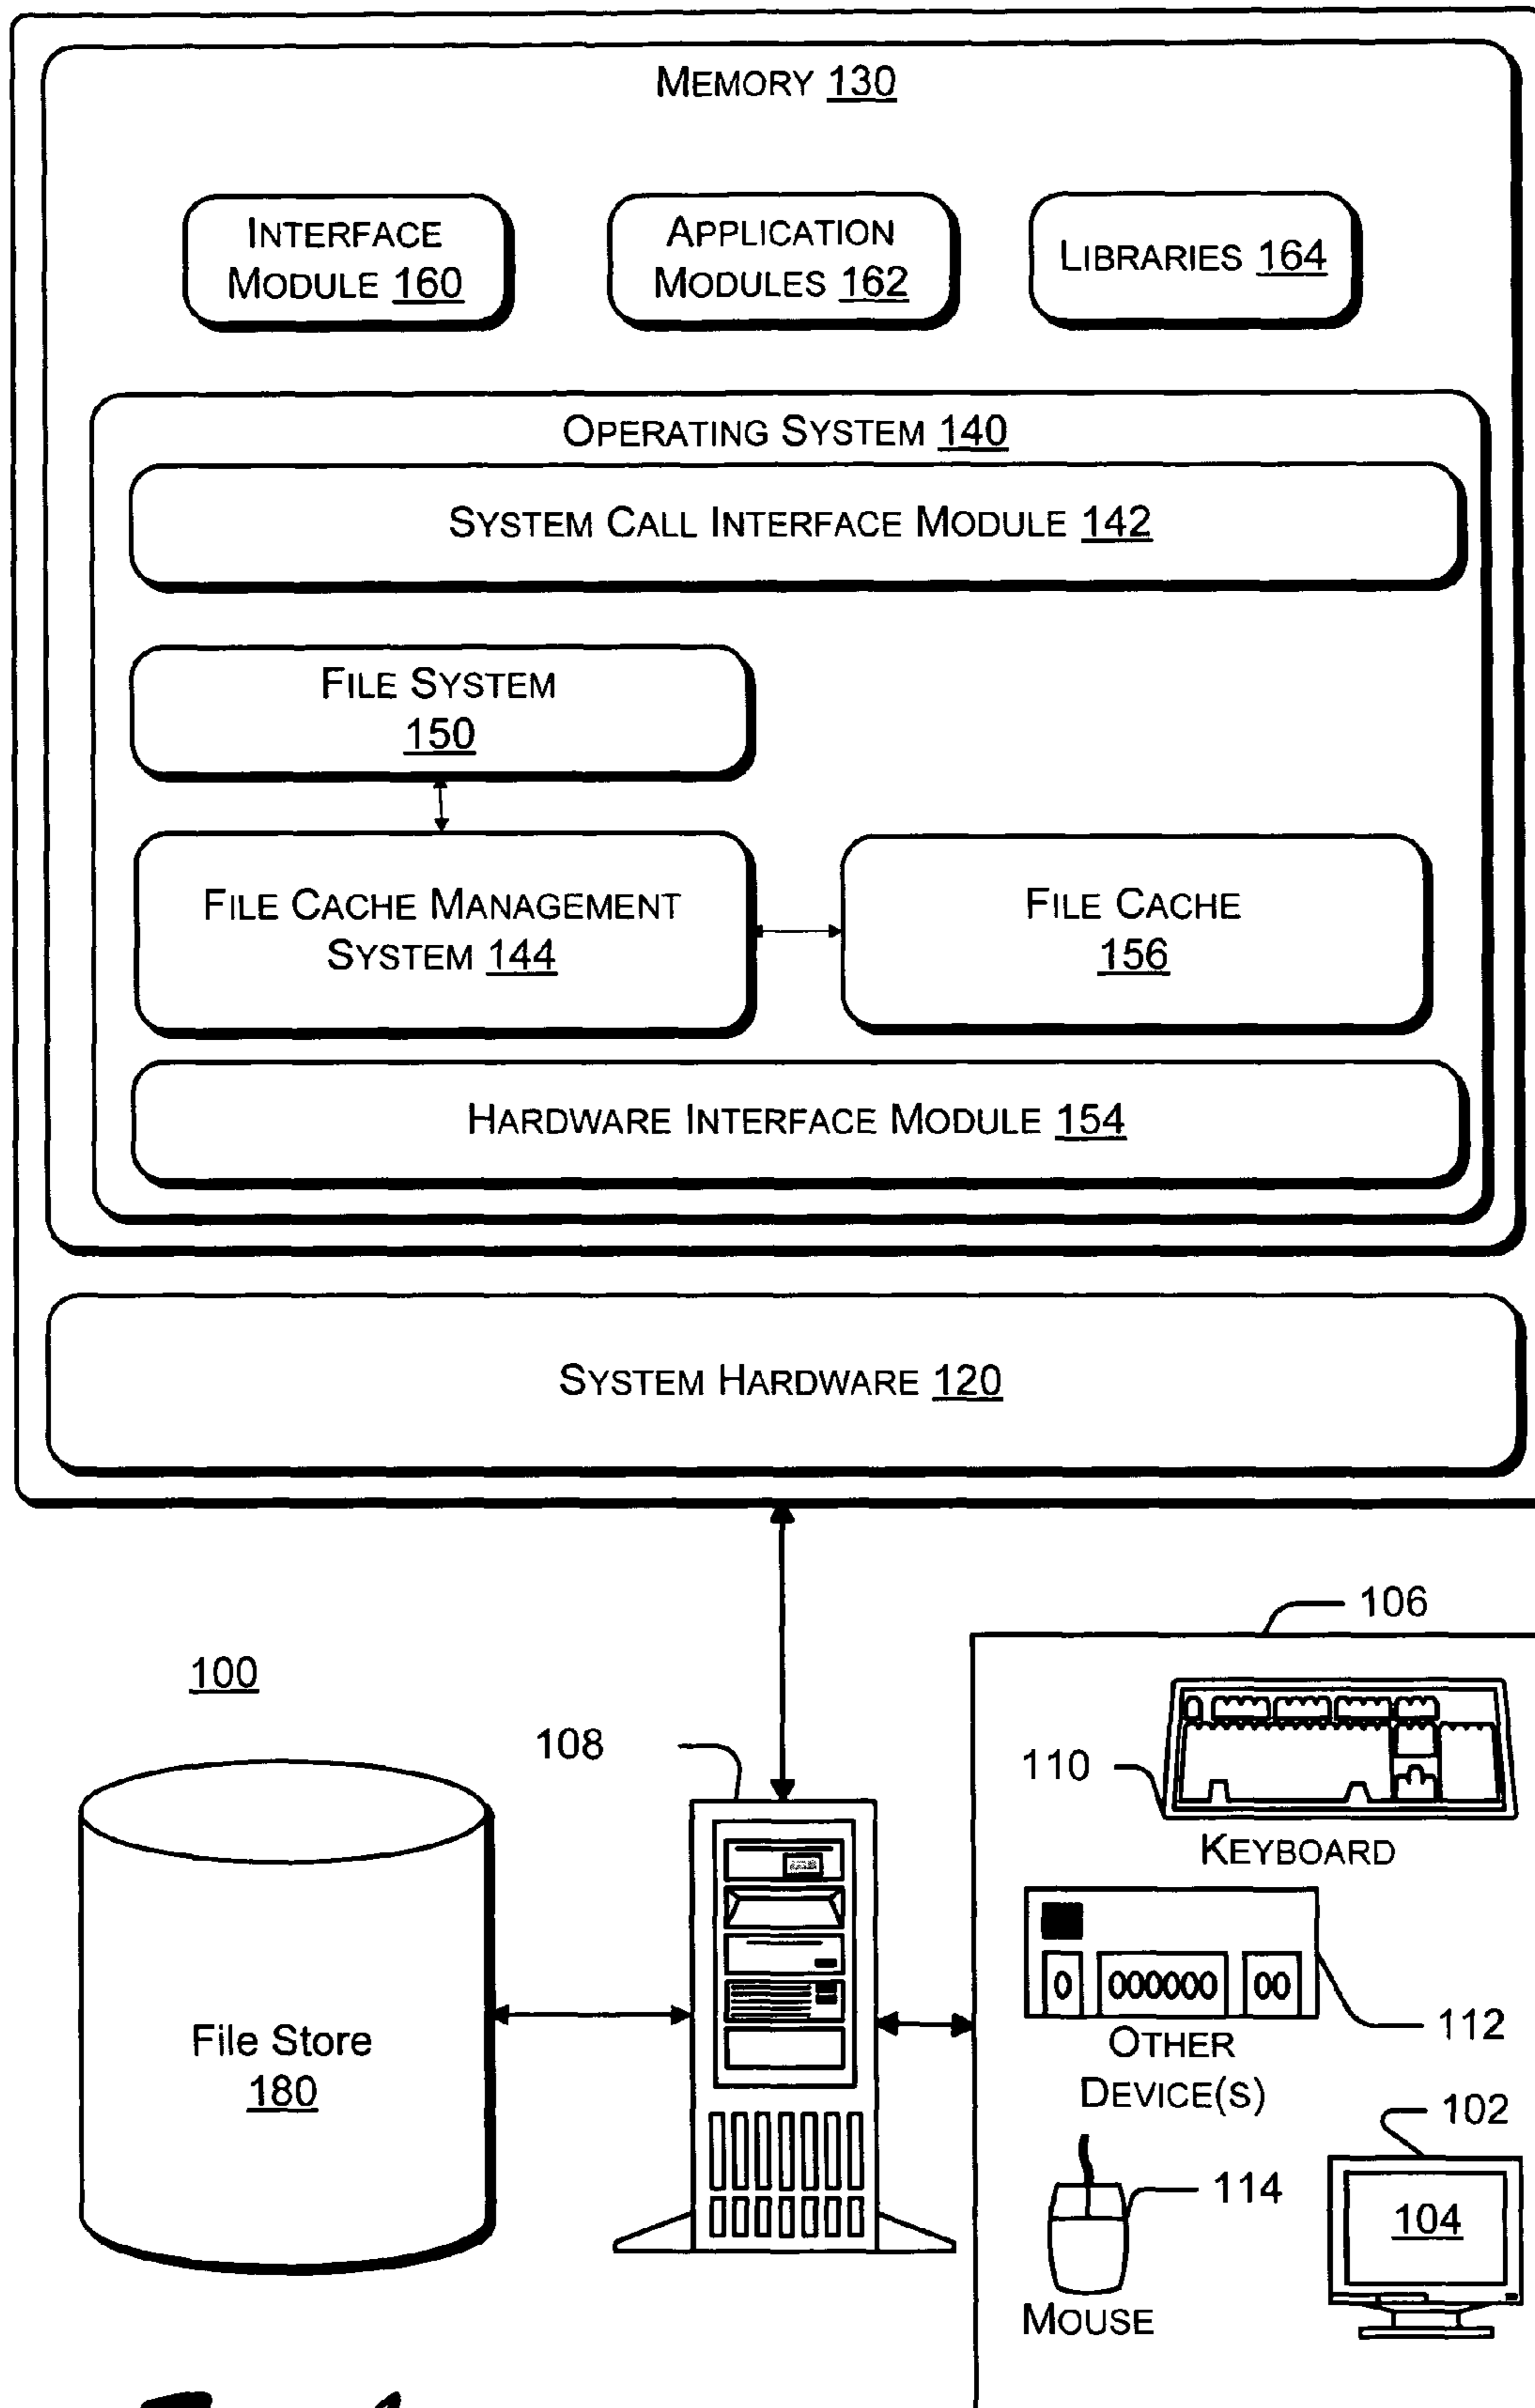 MEMORY 130
INTERFACE
MODULE 160
APPLICATION
MODULES 162
LIBRARIES 164
OPERATING SYSTEM 140
SYSTEM CALL INTERFACE MODULE 142
FILE SYSTEM
150
FILE CACHE MANAGEMENT
SYSTEM 144
FILE CACHE
156
HARDWARE INTERFACE MODULE 154
SYSTEM HARDWARE 120
106
100
108
110
KEYBOARD
File Store
180
112
OTHER
DEVICE(S)
102
114
104
MOUSE